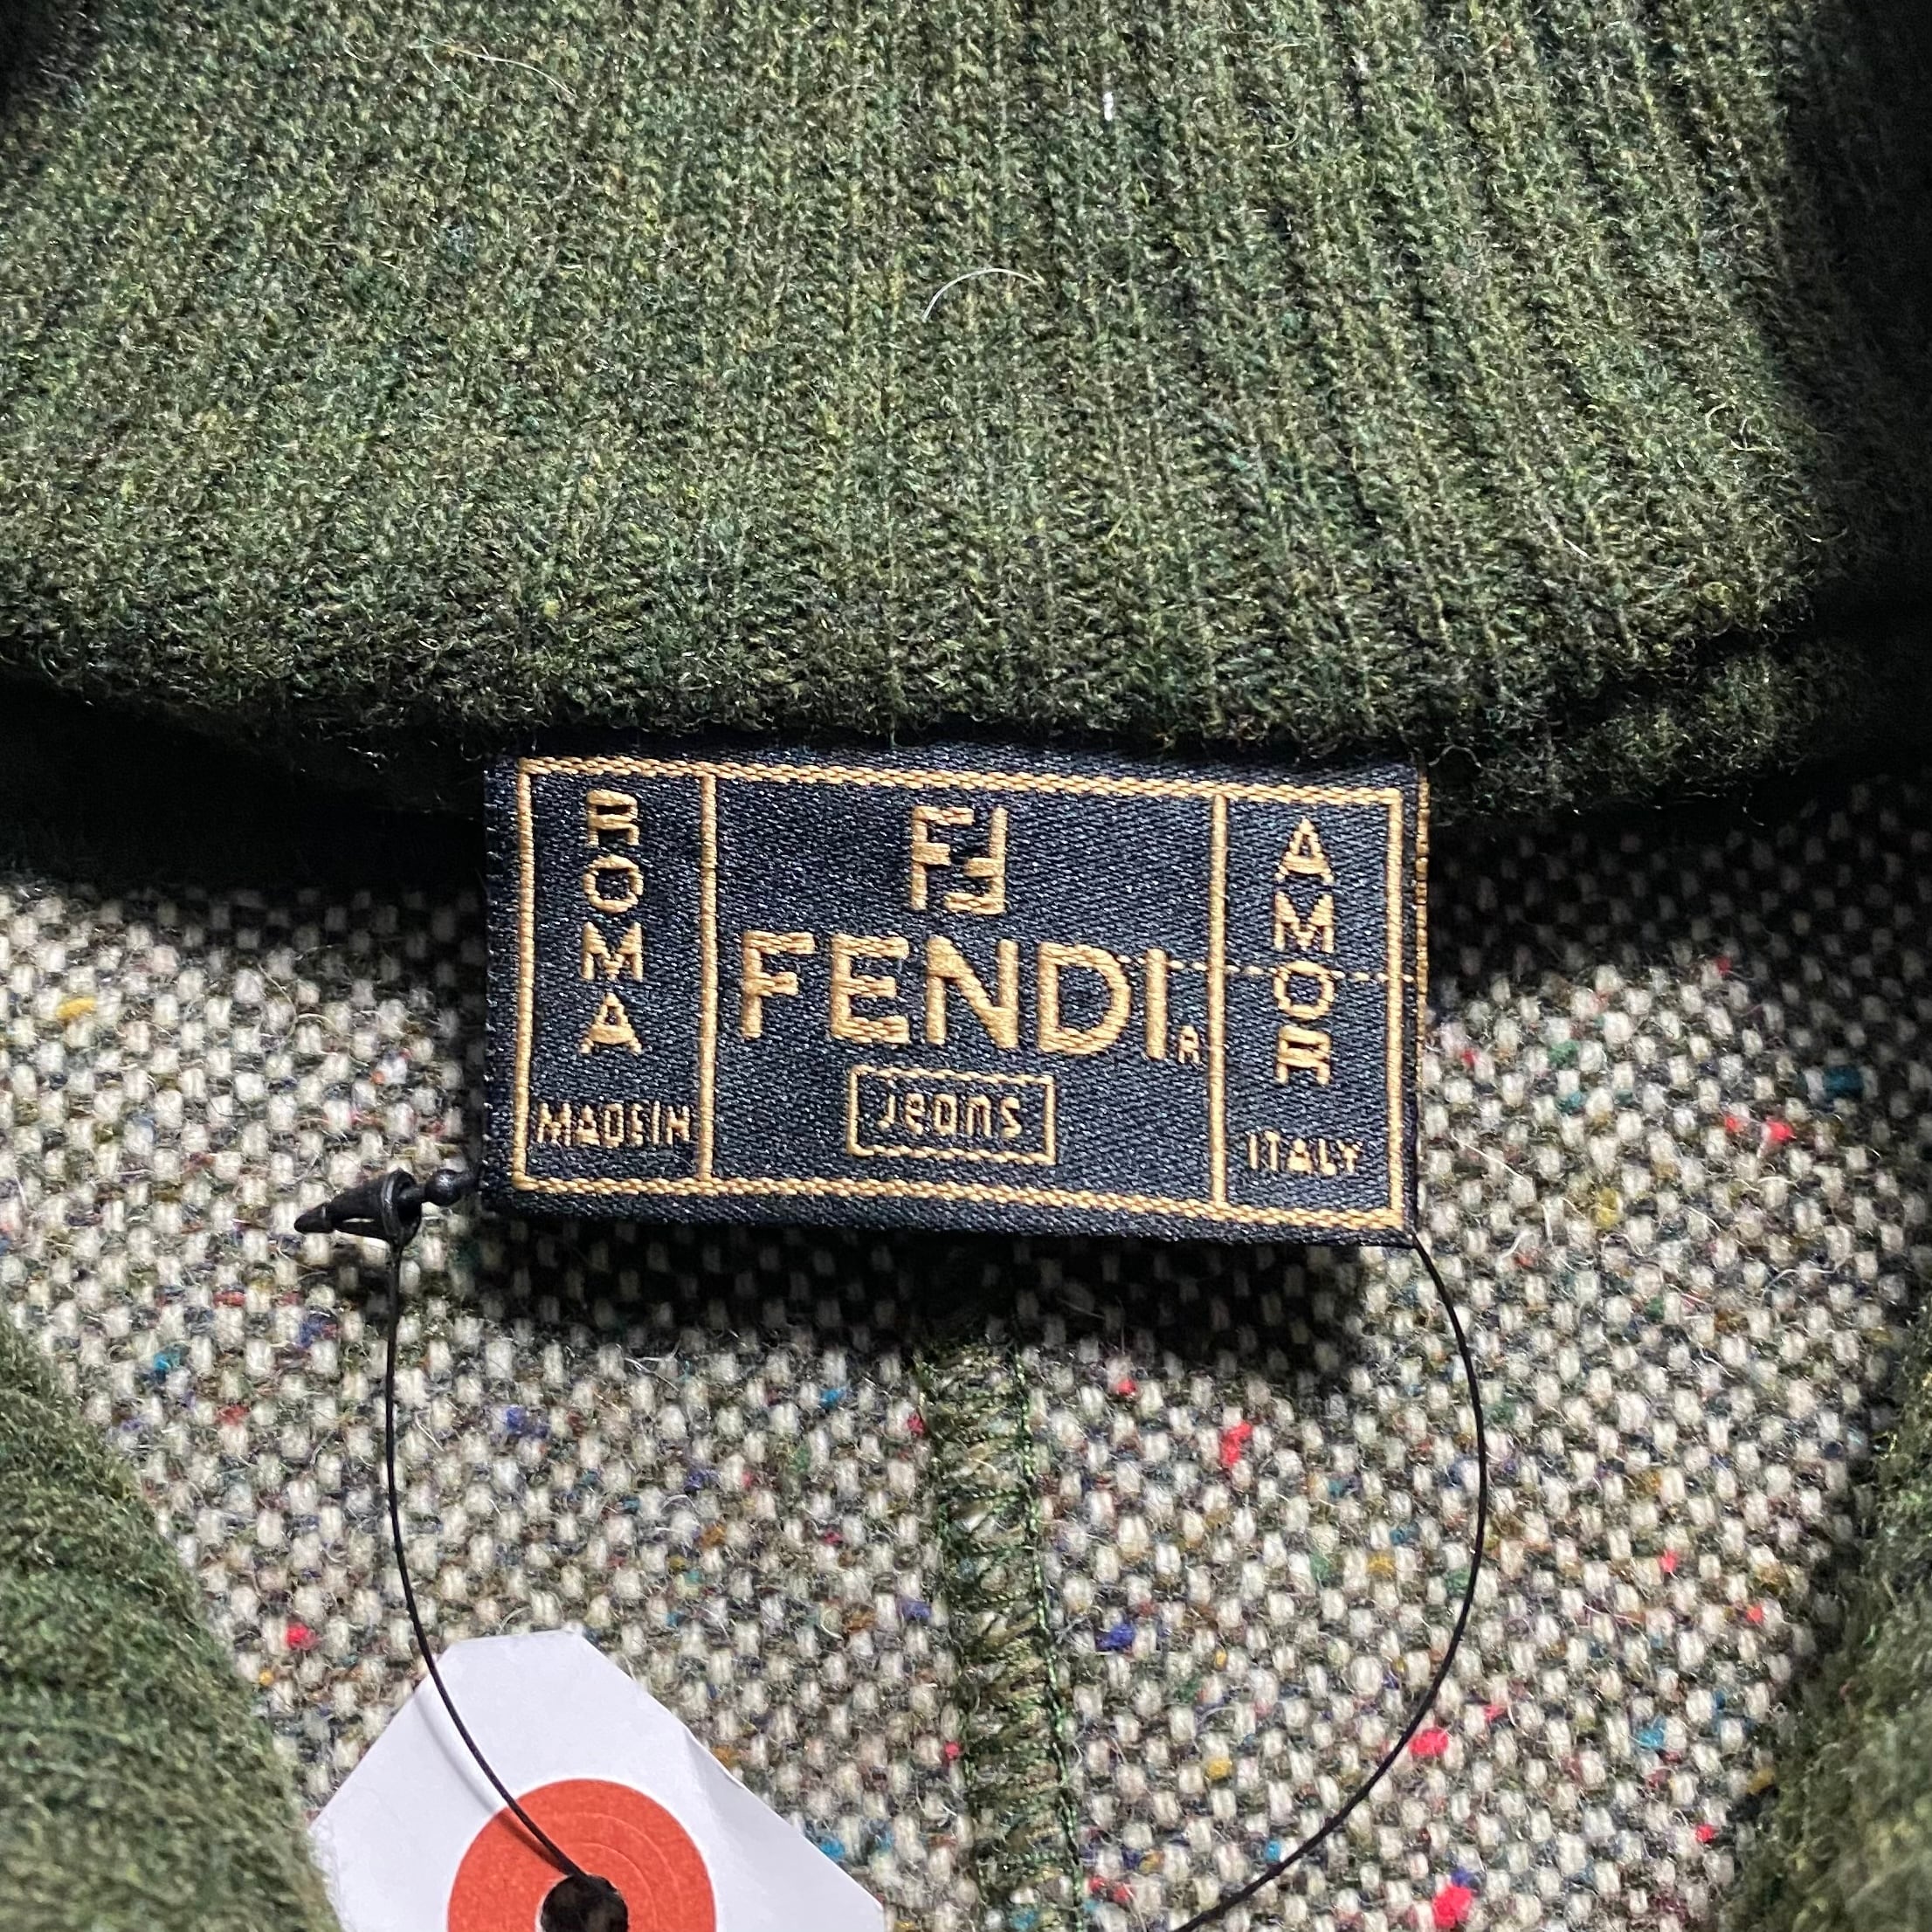 ROMA
MADE IN
FF
FENDI R
jeans
AMOR
ITALY